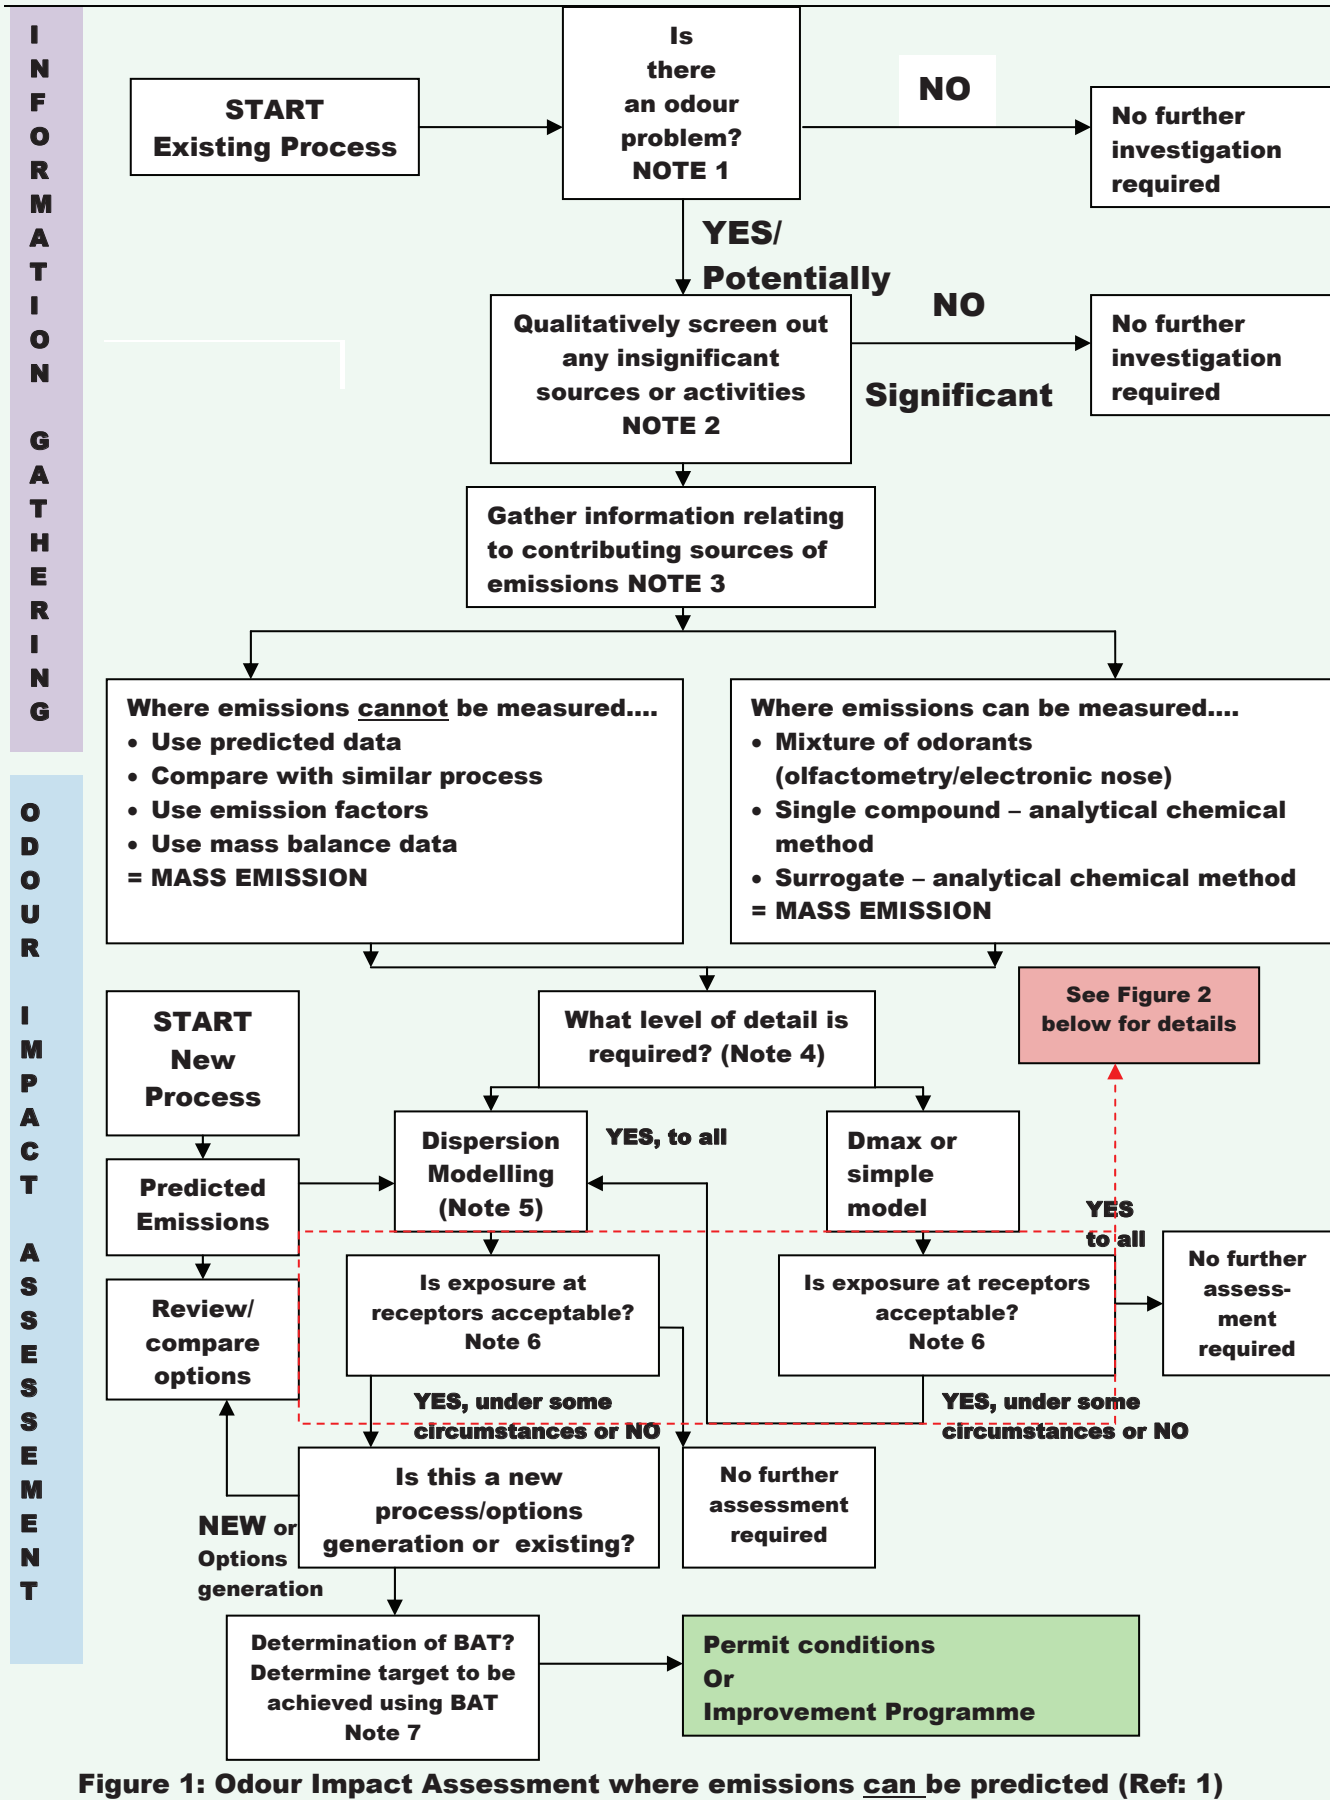 INFORMATION GATHERING
Is
there
an odour
problem?
NOTE 1
START
Existing Process
NO
No further
investigation
required
YES/
Potentially
Qualitatively screen out
any insignificant
sources or activities
NOTE 2
NO
Significant
No further
investigation
required
Gather information relating
to contributing sources of
emissions NOTE 3
Where emissions cannot be measured....
• Use predicted data
• Compare with similar process
• Use emission factors
• Use mass balance data
= MASS EMISSION
Where emissions can be measured....
• Mixture of odorants
(olfactometry/electronic nose)
• Single compound – analytical chemical
method
• Surrogate – analytical chemical method
= MASS EMISSION
ODOUR IMPACT ASSESSMENT
START
New
Process
What level of detail is
required? (Note 4)
See Figure 2
below for details
Predicted
Emissions
Dispersion
Modelling
(Note 5)
YES, to all
Dmax or
simple
model
YES
to all
Review/
compare
options
Is exposure at
receptors acceptable?
Note 6
Is exposure at receptors
acceptable?
Note 6
No further
assess-
ment
required
YES, under some
circumstances or NO
YES, under some
circumstances or NO
Is this a new
process/options
generation or existing?
No further
assessment
required
NEW or
Options
generation
Determination of BAT?
Determine target to be
achieved using BAT
Note 7
Permit conditions
Or
Improvement Programme
Figure 1: Odour Impact Assessment where emissions can be predicted (Ref: 1)